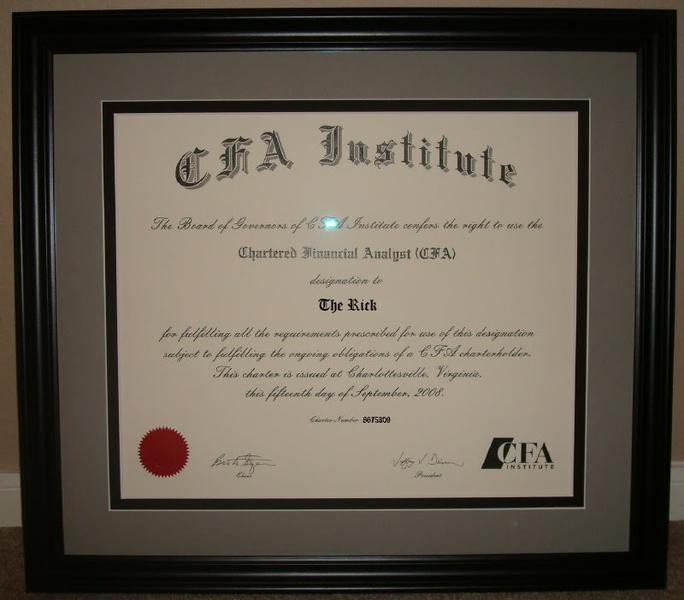 CFA Institute
The Board of Governors of CFA Institute confers the right to use the
Chartered Financial Analyst (CFA)
designation to
The Rick
for fulfilling all the requirements prescribed for use of this designation
subject to fulfilling the ongoing obligations of a CFA charterholder.
This charter is issued at Charlottesville, Virginia,
this fifteenth day of September, 2008.
Charter Number 8675309
Chair
President
CFA
INSTITUTE